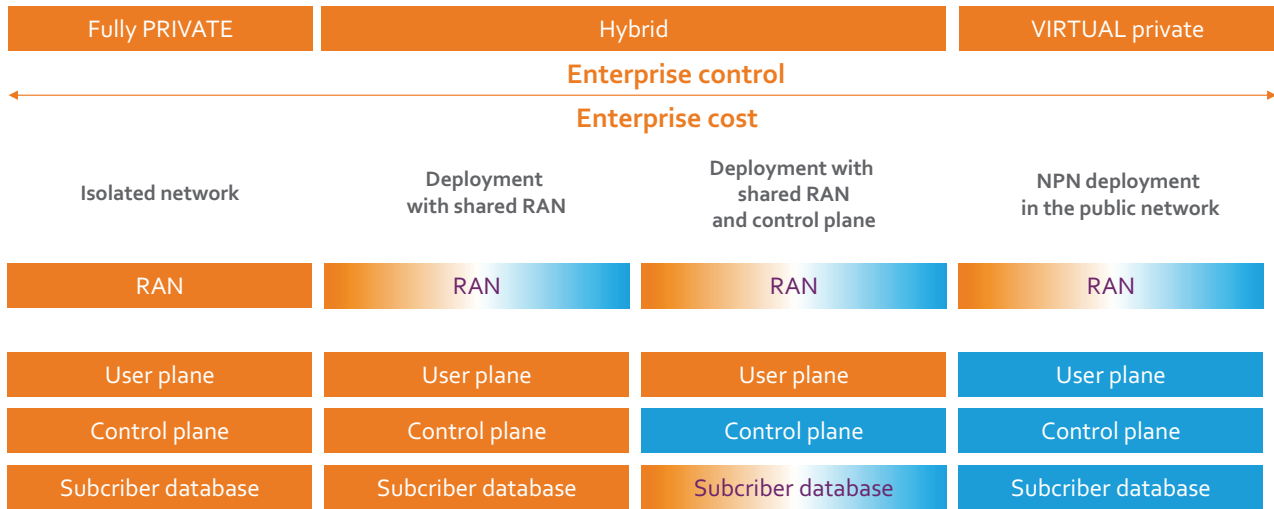 Fully PRIVATE
Hybrid
VIRTUAL private
Enterprise control
Enterprise cost
Isolated network
Deployment
with shared RAN
Deployment with
shared RAN
and control plane
NPN deployment
in the public network
RAN
RAN
RAN
RAN
User plane
User plane
User plane
User plane
Control plane
Control plane
Control plane
Control plane
Subcriber database
Subcriber database
Subcriber database
Subcriber database